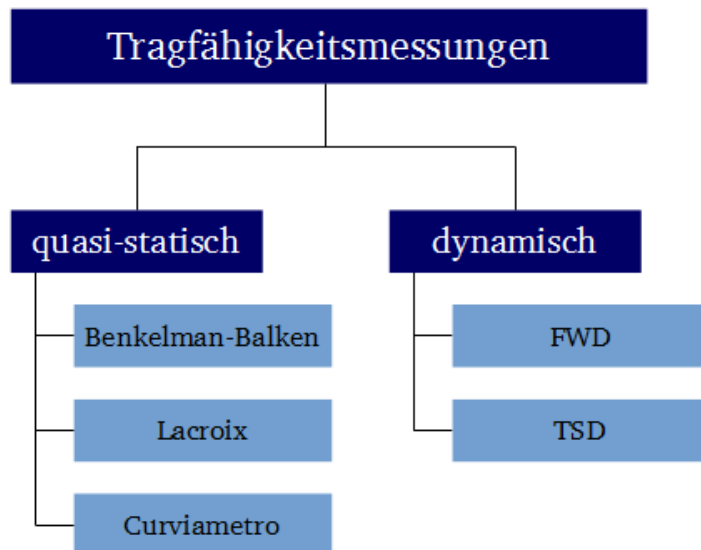 Tragfähigkeitsmessungen
quasi-statisch
Benkelman-Balken
Lacroix
Curviametro
dynamisch
FWD
TSD